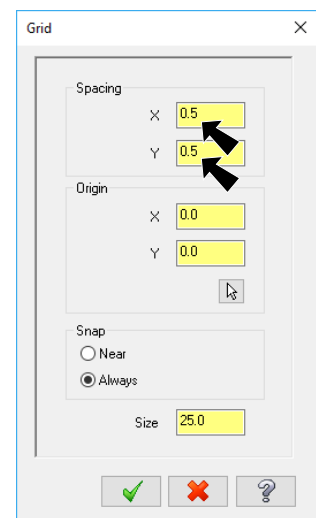 Grid
Spacing
X 0.5
Y 0.5
Origin
X 0.0
Y 0.0
Snap
Near
Always
Size 25.0